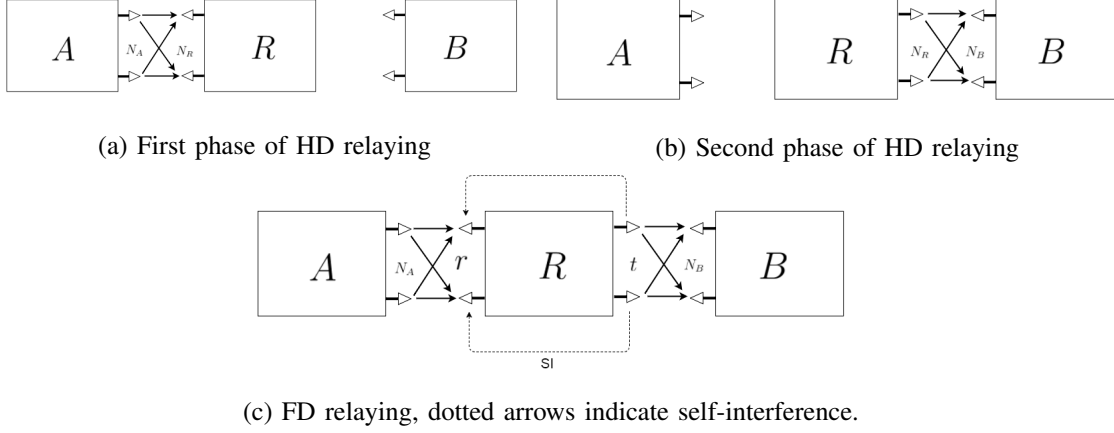 A N_A N_R R B A R N_R N_B B
(a) First phase of HD relaying (b) Second phase of HD relaying
A N_A r R t N_B B
SI
(c) FD relaying, dotted arrows indicate self-interference.